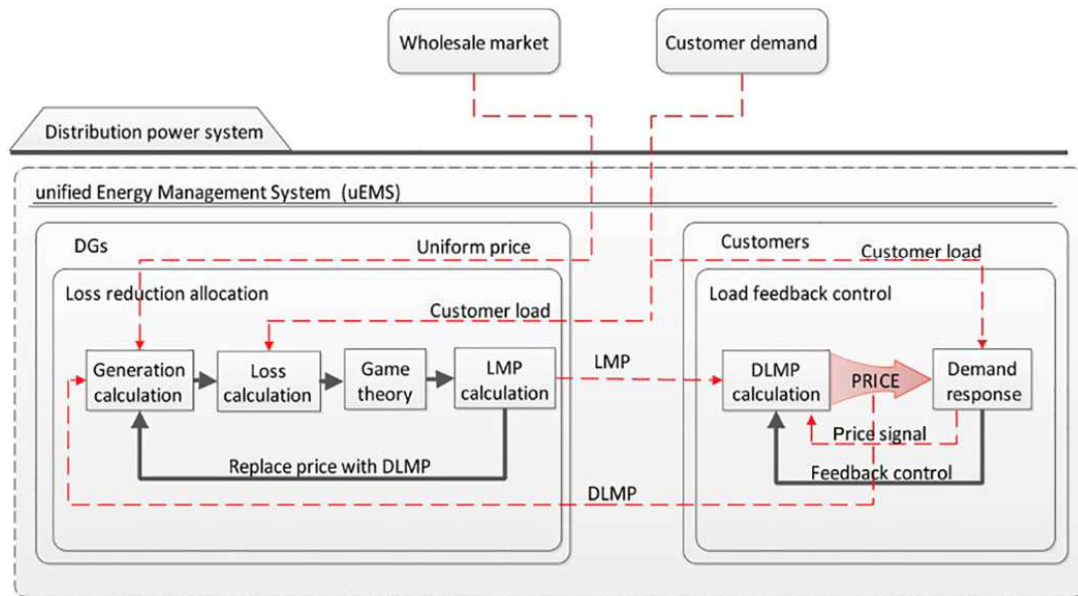 Wholesale market
Customer demand
Distribution power system
unified Energy Management System (uEMS)
DGs
Uniform price
Customers
Customer load
Loss reduction allocation
Customer load
Load feedback control
Generation
calculation
Loss
calculation
Game
theory
LMP
calculation
LMP
DLMP
calculation
PRICE
Demand
response
Price signal
Replace price with DLMP
Feedback control
DLMP